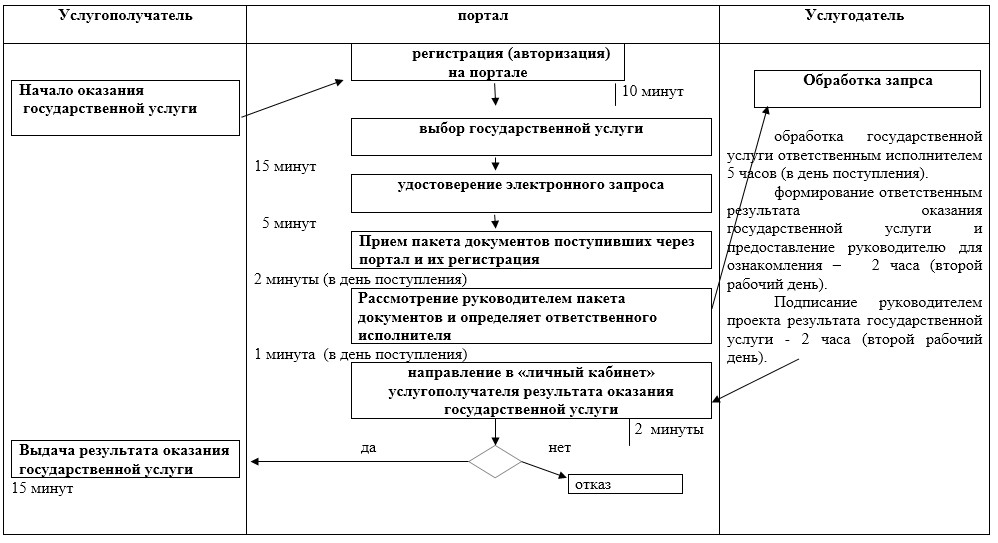 Услугополучатель
портал
Услугодатель
Начало оказания
государственной услуги
регистрация (авторизация)
на портале
10 минут
выбор государственной услуги
15 минут
удостоверение электронного запроса
5 минут
Прием пакета документов поступивших через
портал и их регистрация
2 минуты (в день поступления)
Рассмотрение руководителем пакета
документов и определяет ответственного
исполнителя
1 минута (в день поступления)
Обработка запрса
обработка государственной
услуги ответственным исполнителем
5 часов (в день поступления).
формирование ответственным
результата оказания
государственной услуги и
предоставление руководителю для
ознакомления – 2 часа (второй
рабочий день).
Подписание руководителем
проекта результата государственной
услуги - 2 часа (второй рабочий
день).
направление в «личный кабинет»
услугополучателя результата оказания
государственной услуги
2 минуты
да
нет
отказ
Выдача результата оказания
государственной услуги
15 минут